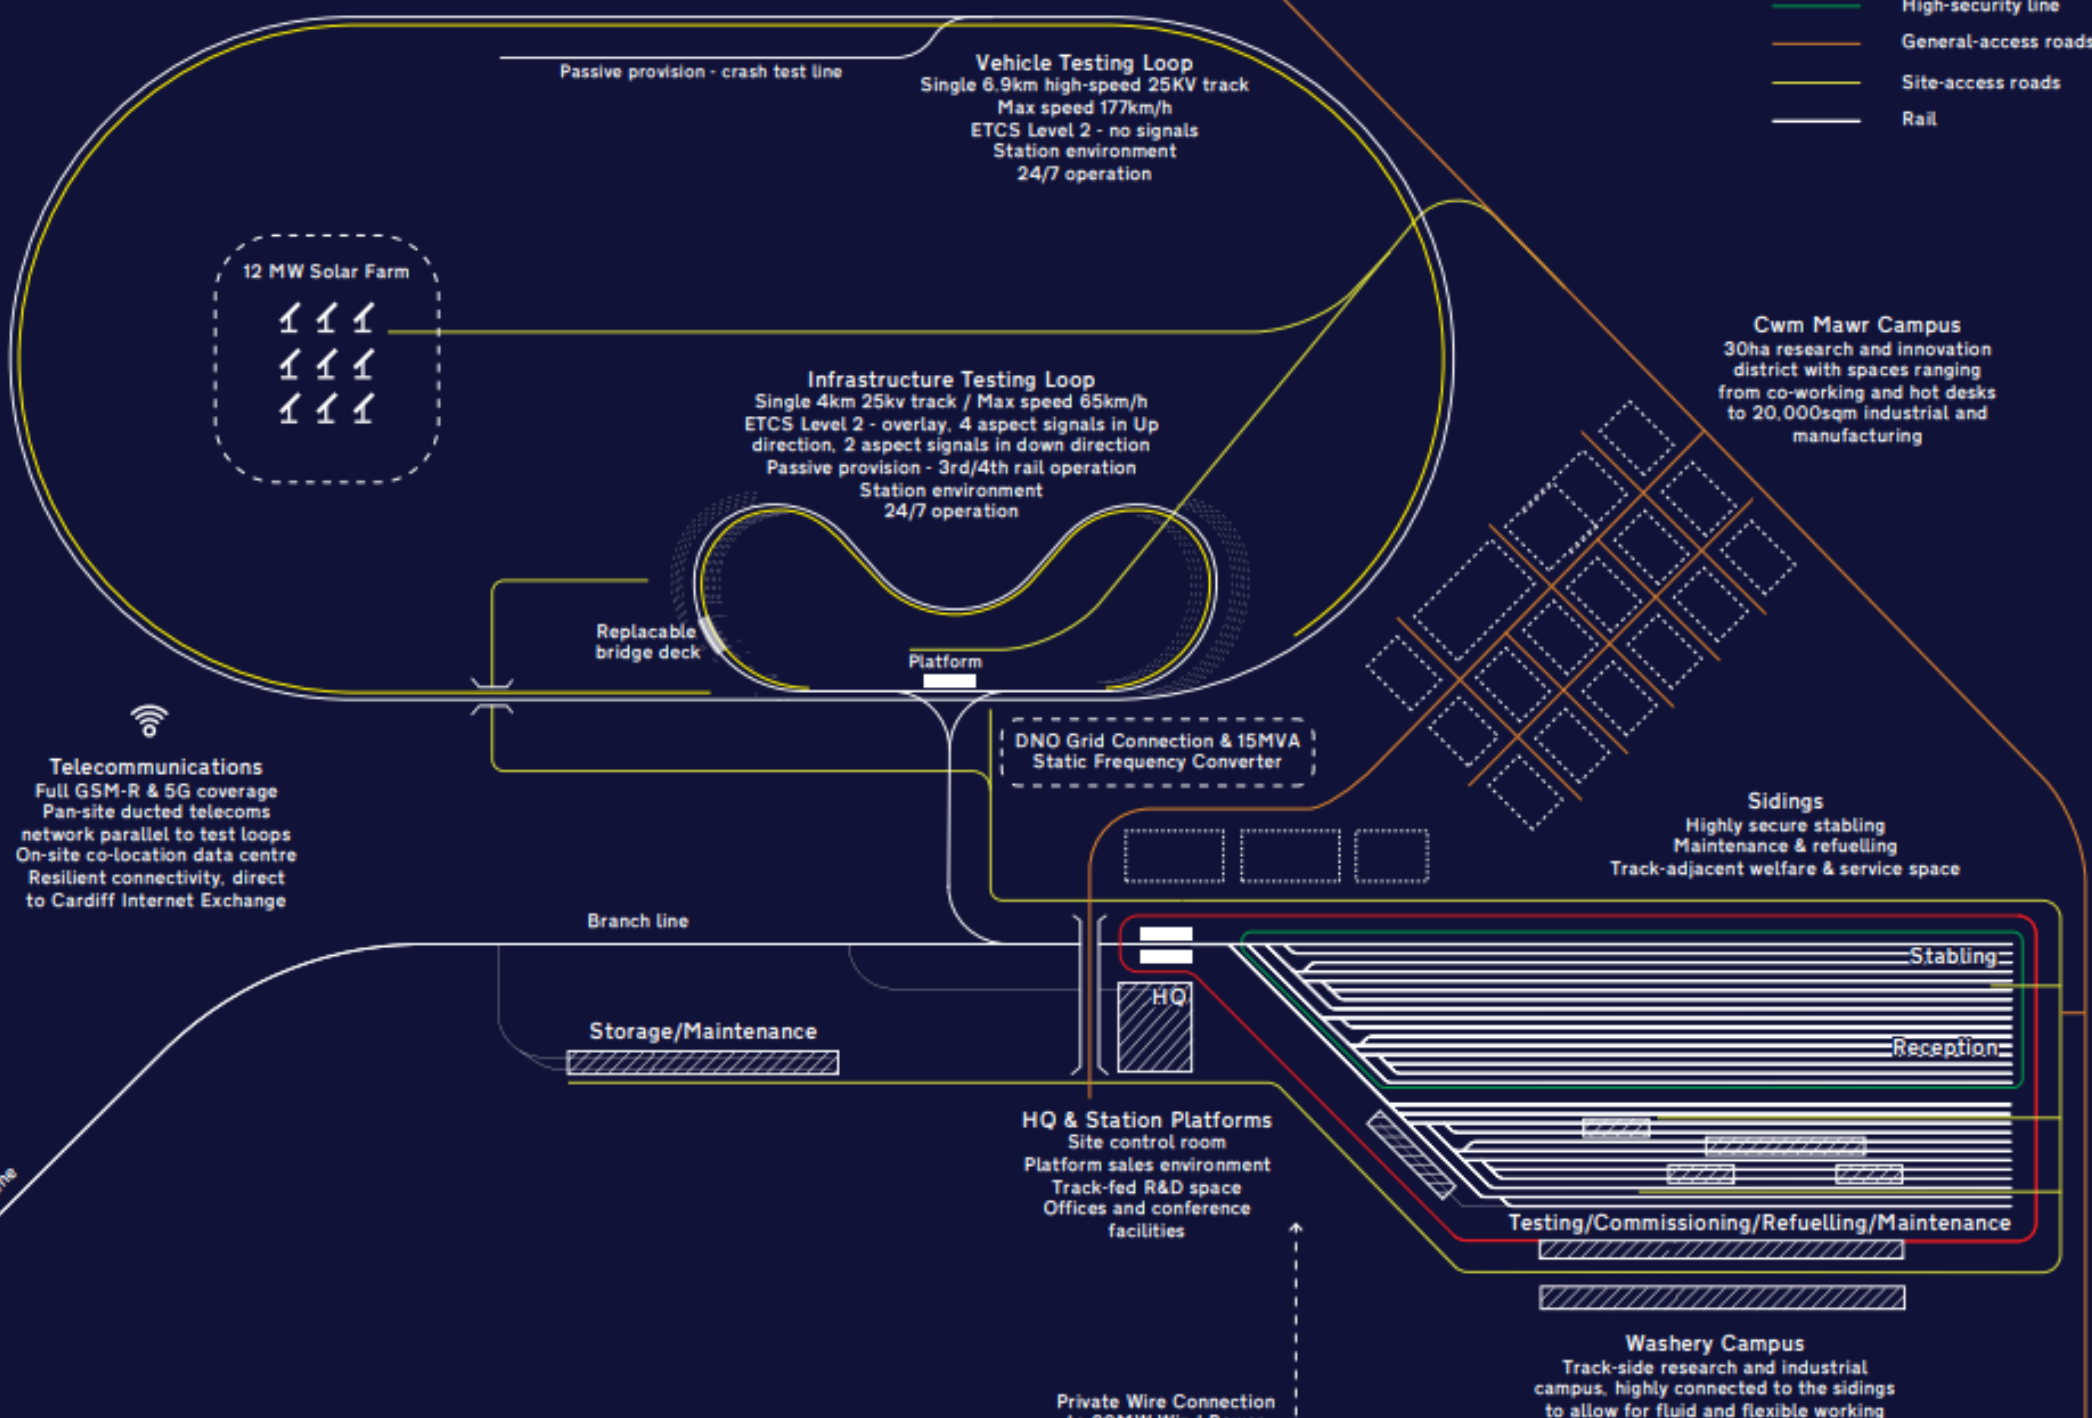 High-security line
General-access roads
Site-access roads
Rail
Passive provision - crash test line
Vehicle Testing Loop
Single 6.9km high-speed 25KV track
Max speed 177km/h
ETCS Level 2 - no signals
Station environment
24/7 operation
12 MW Solar Farm
Infrastructure Testing Loop
Single 4km 25kv track / Max speed 65km/h
ETCS Level 2 - overlay, 4 aspect signals in Up
direction, 2 aspect signals in down direction
Passive provision - 3rd/4th rail operation
Station environment
24/7 operation
Cwm Mawr Campus
30ha research and innovation
district with spaces ranging
from co-working and hot desks
to 20,000sqm industrial and
manufacturing
Replacable
bridge deck
Platform
DNO Grid Connection & 15MVA
Static Frequency Converter
Telecommunications
Full GSM-R & 5G coverage
Pan-site ducted telecoms
network parallel to test loops
On-site co-location data centre
Resilient connectivity, direct
to Cardiff Internet Exchange
Sidings
Highly secure stabling
Maintenance & refuelling
Track-adjacent welfare & service space
Branch line
Stabling
HQ
Storage/Maintenance
Reception
HQ & Station Platforms
Site control room
Platform sales environment
Track-fed R&D space
Offices and conference
facilities
Testing/Commissioning/Refuelling/Maintenance
Washery Campus
Track-side research and industrial
campus, highly connected to the sidings
to allow for fluid and flexible working
Private Wire Connection